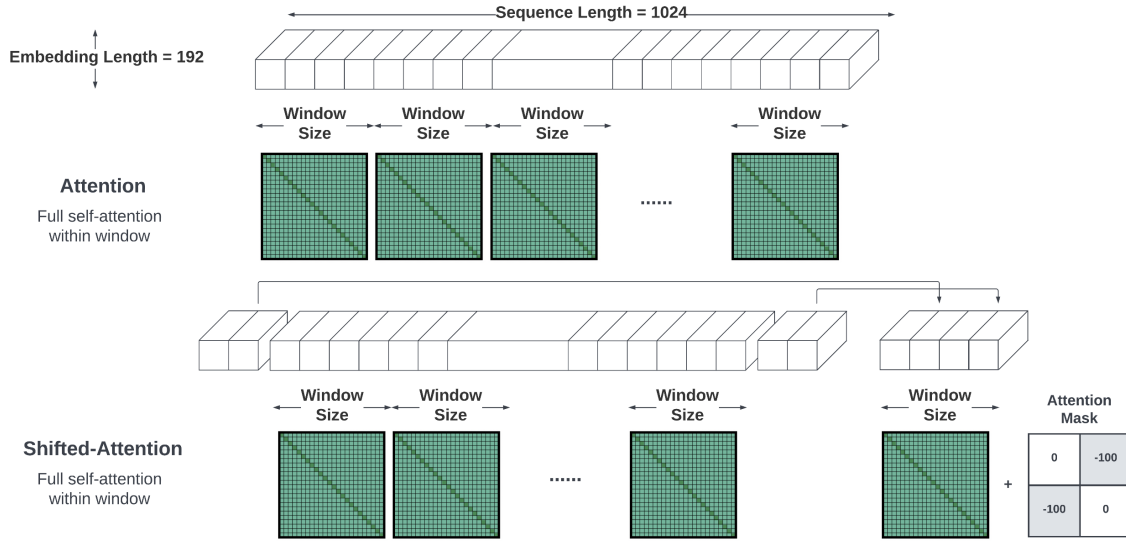 Sequence Length = 1024
Embedding Length = 192
Window
Size
Window
Size
Window
Size
Window
Size
Attention
Full self-attention
within window
......
Window
Size
Window
Size
Window
Size
Window
Size
Attention
Mask
Shifted-Attention
Full self-attention
within window
......
+
0 -100
-100 0